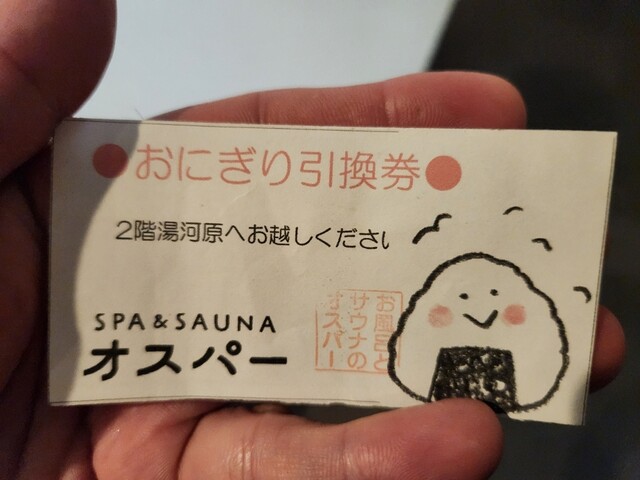 ●おにぎり引換券●
2階湯河原へお越しください
SPA & SAUNA
オスパー
お風呂と
サウナの
オスパー